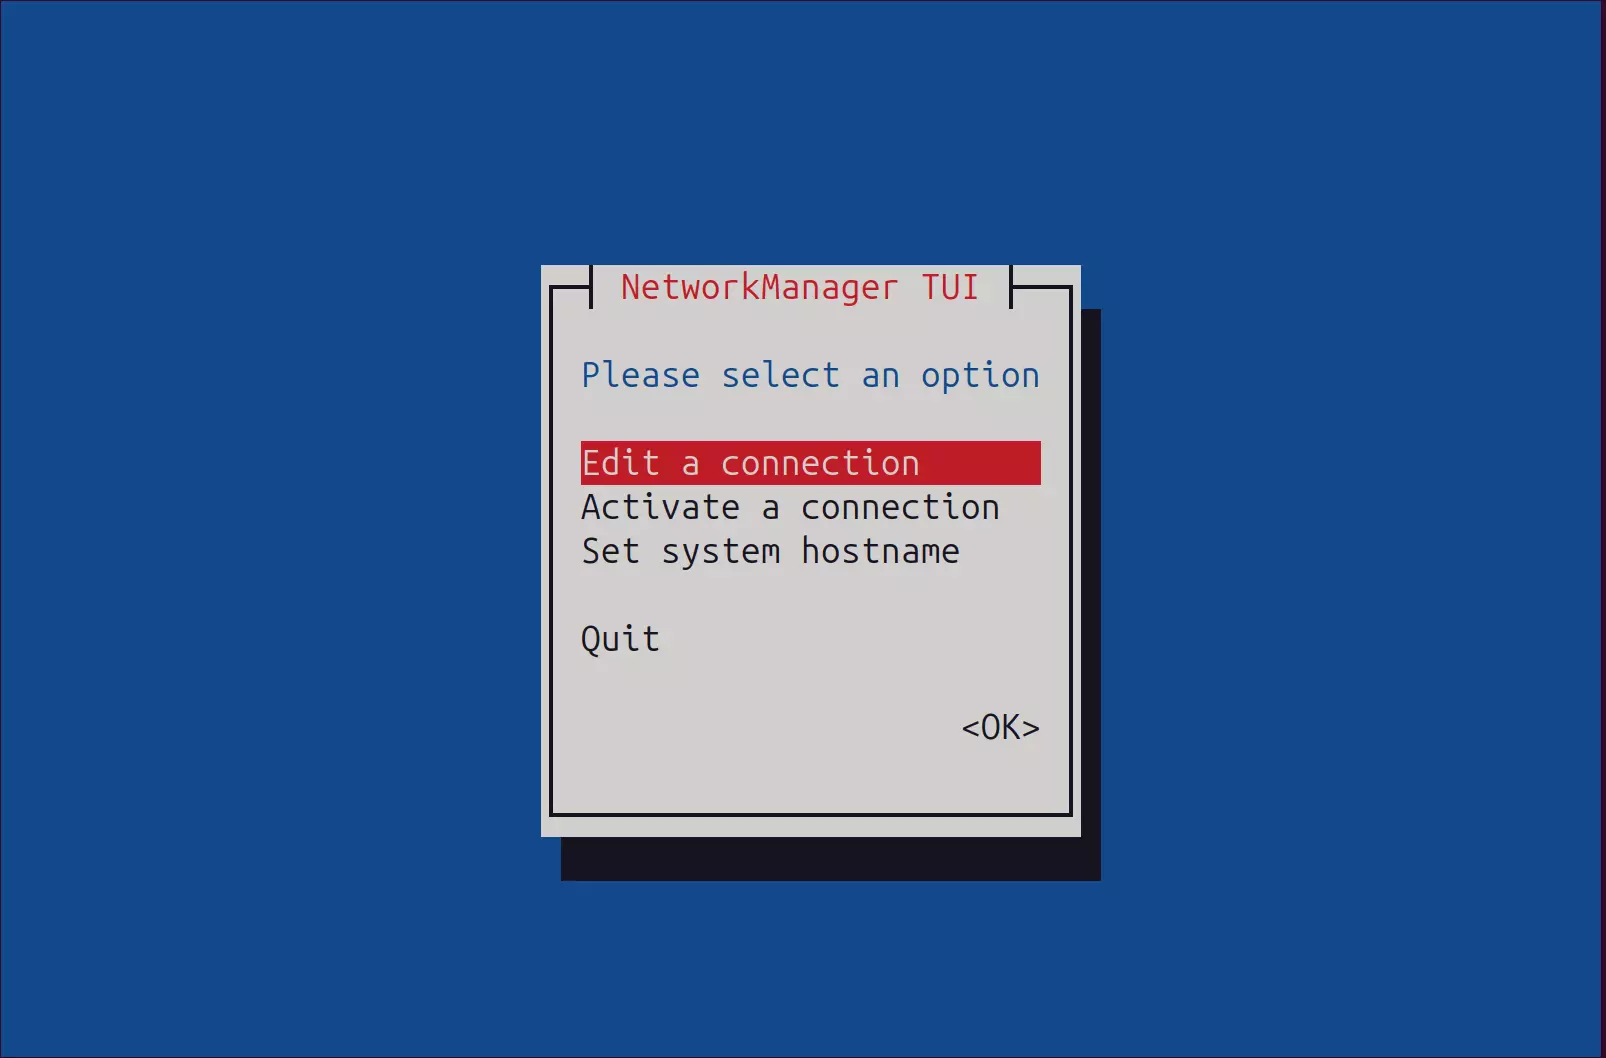 NetworkManager TUI
Please select an option
Edit a connection
Activate a connection
Set system hostname
Quit
<OK>